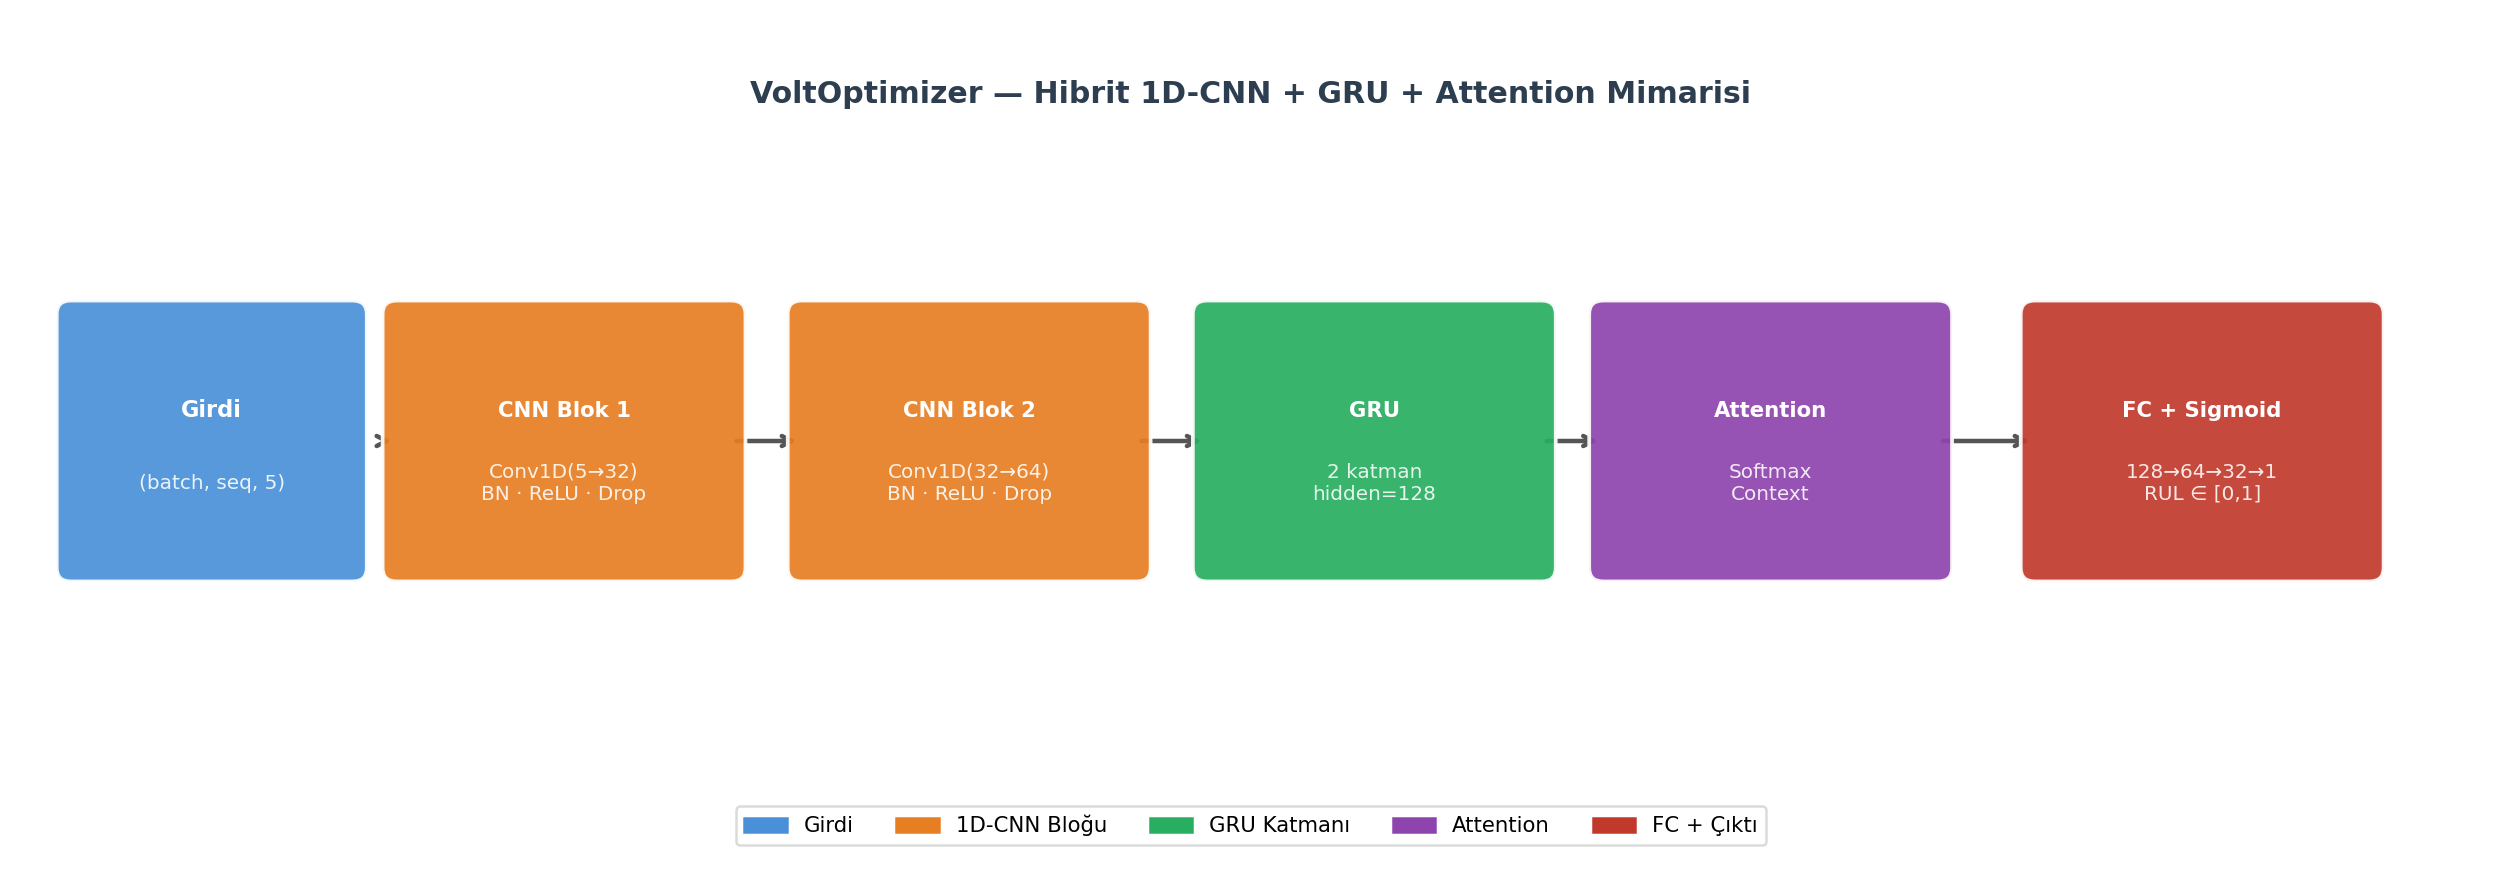 VoltOptimizer — Hibrit 1D-CNN + GRU + Attention Mimarisi
Girdi
(batch, seq, 5)
CNN Blok 1
Conv1D(5→32)
BN · ReLU · Drop
CNN Blok 2
Conv1D(32→64)
BN · ReLU · Drop
GRU
2 katman
hidden=128
Attention
Softmax
Context
FC + Sigmoid
128→64→32→1
RUL ∈ [0,1]
Girdi
1D-CNN Bloğu
GRU Katmanı
Attention
FC + Çıktı